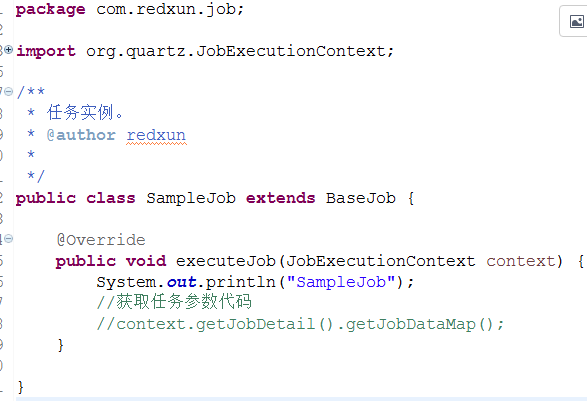 package com.redxun.job;
import org.quartz.JobExecutionContext;
/**
* 任务实例。
* @author redxun
*
*/
public class SampleJob extends BaseJob {
@Override
public void executeJob(JobExecutionContext context) {
System.out.println("SampleJob");
//获取任务参数代码
//context.getJobDetail().getJobDataMap();
}
}